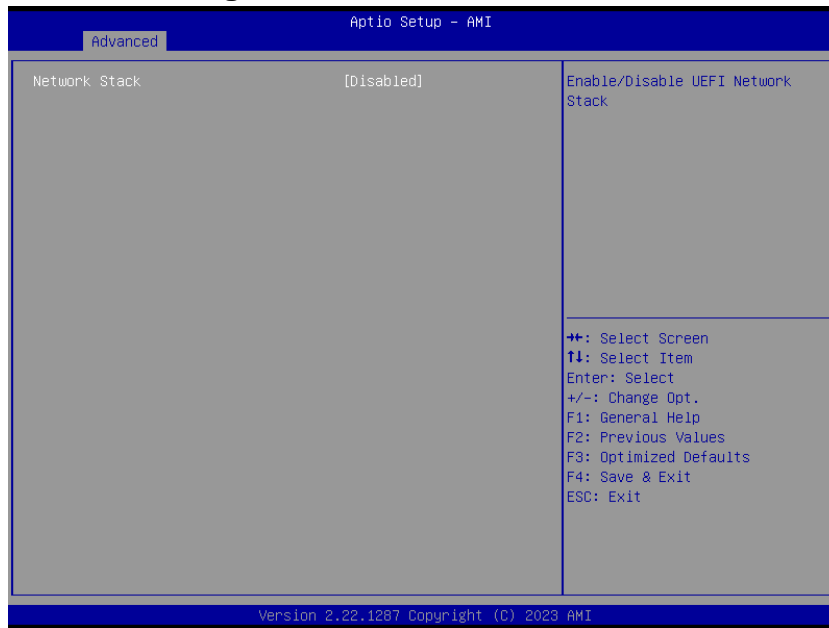 Aptio Setup – AMI
Advanced
Network Stack [Disabled]
Enable/Disable UEFI Network
Stack
→←: Select Screen
↑↓: Select Item
Enter: Select
+/-: Change Opt.
F1: General Help
F2: Previous Values
F3: Optimized Defaults
F4: Save & Exit
ESC: Exit
Version 2.22.1287 Copyright (C) 2023 AMI